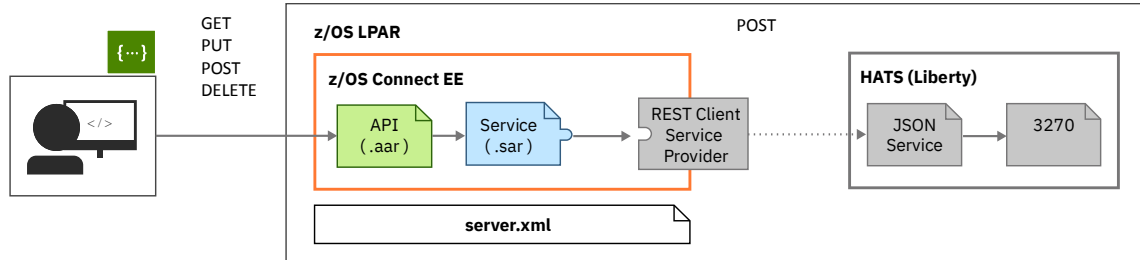 GET
PUT
POST
DELETE
{···}
</>
z/OS LPAR
POST
z/OS Connect EE
API
(.aar)
Service
(.sar)
REST Client
Service
Provider
HATS (Liberty)
JSON
Service
3270
server.xml